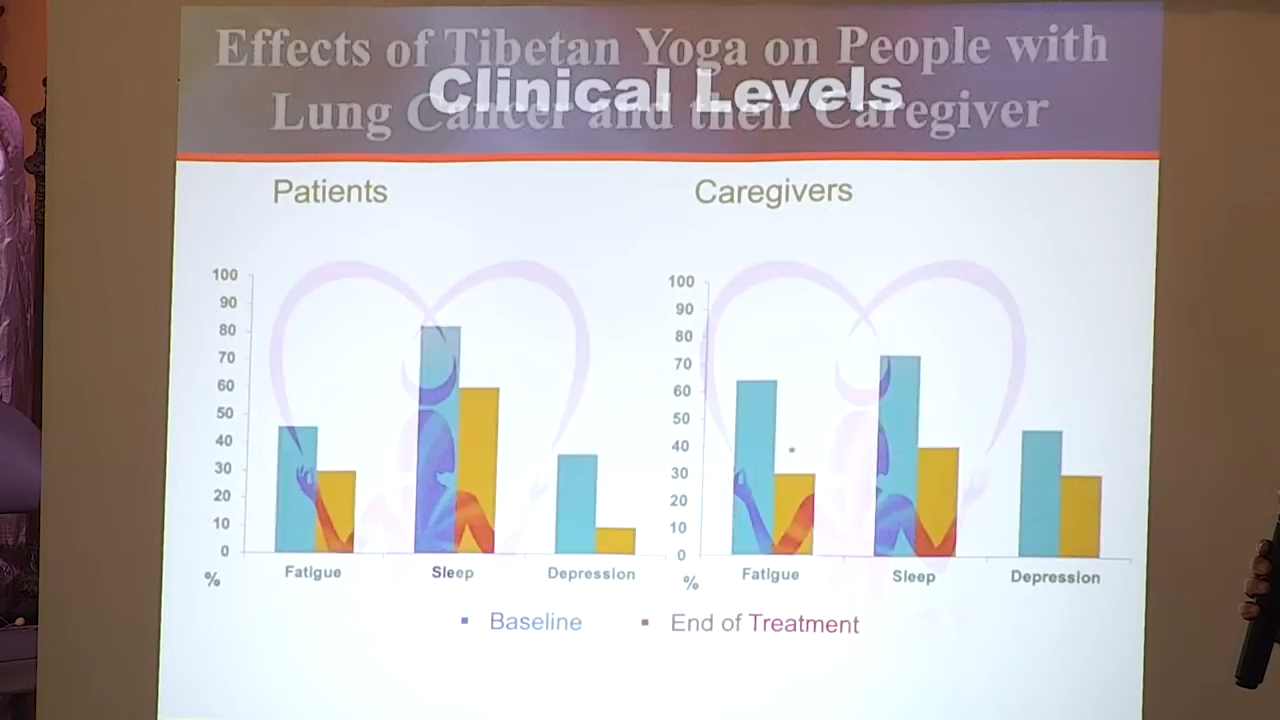 Effects of Tibetan Yoga on People with
Clinical Levels
Lung Cancer and their Caregiver
Patients
Caregivers
100
90
80
70
60
50
40
30
20
10
0
%
Fatigue
Sleep
Depression
100
90
80
70
60
50
40
30
20
10
0
%
Fatigue
Sleep
Depression
Baseline
End of Treatment